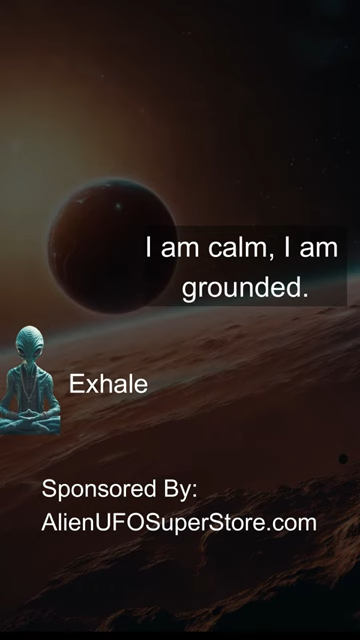 I am calm, I am
grounded.
Exhale
Sponsored By:
AlienUFOSuperStore.com